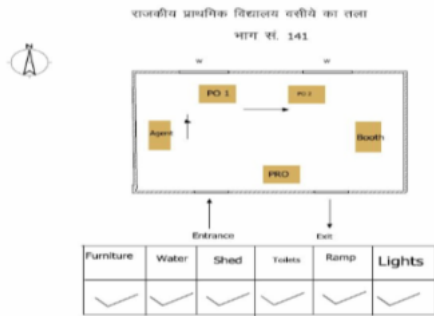 राजकीय प्राथमिक विद्यालय वसीये का तला
भाग सं. 141
N
W W
PO 1 PO 2
Agent Booth
PRO
Entrance Exit
Furniture Water Shed Toilets Ramp Lights